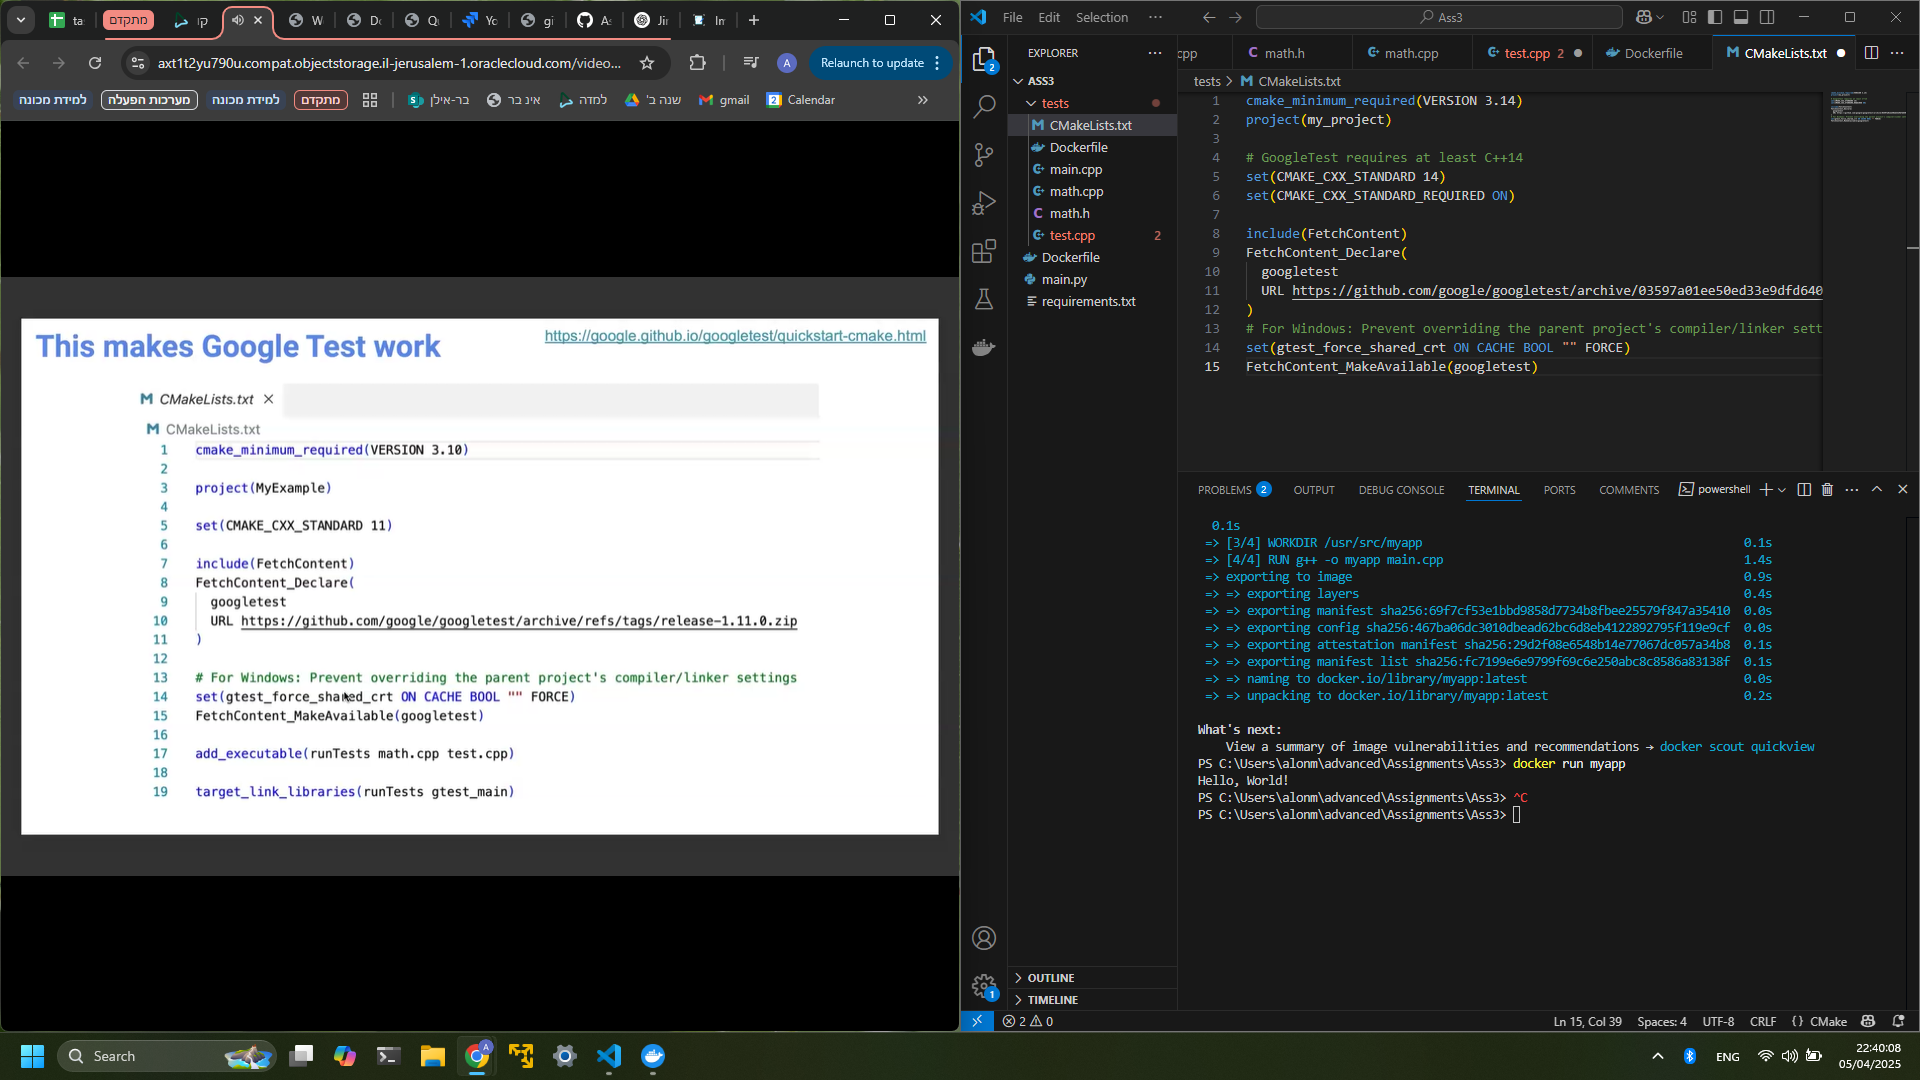 ta
מתקדם
קו
W
Do
Qu
Yo
gi
As
Jir
In
axt1t2yu790u.compat.objectstorage.il-jerusalem-1.oraclecloud.com/video...
A
Relaunch to update
למידת מכונה
מערכות הפעלה
למידת מכונה
מתקדם
בר-אילן
אינ בר
למדה
שנה ב'
gmail
Calendar
This makes Google Test work
https://google.github.io/googletest/quickstart-cmake.html
CMakeLists.txt
CMakeLists.txt
1 cmake_minimum_required(VERSION 3.10)
2
3 project(MyExample)
4
5 set(CMAKE_CXX_STANDARD 11)
6
7 include(FetchContent)
8 FetchContent_Declare(
9 googletest
10 URL https://github.com/google/googletest/archive/refs/tags/release-1.11.0.zip
11 )
12
13 # For Windows: Prevent overriding the parent project's compiler/linker settings
14 set(gtest_force_shared_crt ON CACHE BOOL "" FORCE)
15 FetchContent_MakeAvailable(googletest)
16
17 add_executable(runTests math.cpp test.cpp)
18
19 target_link_libraries(runTests gtest_main)
File Edit Selection ...
Ass3
EXPLORER
ASS3
tests
CMakeLists.txt
Dockerfile
main.cpp
math.cpp
math.h
test.cpp 2
Dockerfile
main.py
requirements.txt
OUTLINE
TIMELINE
cpp
math.h
math.cpp
test.cpp 2
Dockerfile
CMakeLists.txt
tests > CMakeLists.txt
1 cmake_minimum_required(VERSION 3.14)
2 project(my_project)
3
4 # GoogleTest requires at least C++14
5 set(CMAKE_CXX_STANDARD 14)
6 set(CMAKE_CXX_STANDARD_REQUIRED ON)
7
8 include(FetchContent)
9 FetchContent_Declare(
10 googletest
11 URL https://github.com/google/googletest/archive/03597a01ee50ed33e9dfd640
12 )
13 # For Windows: Prevent overriding the parent project's compiler/linker sett
14 set(gtest_force_shared_crt ON CACHE BOOL "" FORCE)
15 FetchContent_MakeAvailable(googletest)
PROBLEMS 2 OUTPUT DEBUG CONSOLE TERMINAL PORTS COMMENTS powershell
0.1s
=> [3/4] WORKDIR /usr/src/myapp 0.1s
=> [4/4] RUN g++ -o myapp main.cpp 1.4s
=> exporting to image 0.9s
=> => exporting layers 0.4s
=> => exporting manifest sha256:69f7cf53e1bbd9858d7734b8fbee25579f847a35410 0.0s
=> => exporting config sha256:467ba06dc3010dbead62bc6d8eb4122892795f119e9cf 0.0s
=> => exporting attestation manifest sha256:29d2f08e6548b14e77067dc057a34b8 0.1s
=> => exporting manifest list sha256:fc7199e6e9799f69c6e250abc8c8586a83138f 0.1s
=> => naming to docker.io/library/myapp:latest 0.0s
=> => unpacking to docker.io/library/myapp:latest 0.2s
What's next:
View a summary of image vulnerabilities and recommendations → docker scout quickview
PS C:\Users\alonm\advanced\Assignments\Ass3> docker run myapp
Hello, World!
PS C:\Users\alonm\advanced\Assignments\Ass3> ^C
PS C:\Users\alonm\advanced\Assignments\Ass3>
2 0
Ln 15, Col 39 Spaces: 4 UTF-8 CRLF {} CMake
Search
ENG
22:40:08
05/04/2025